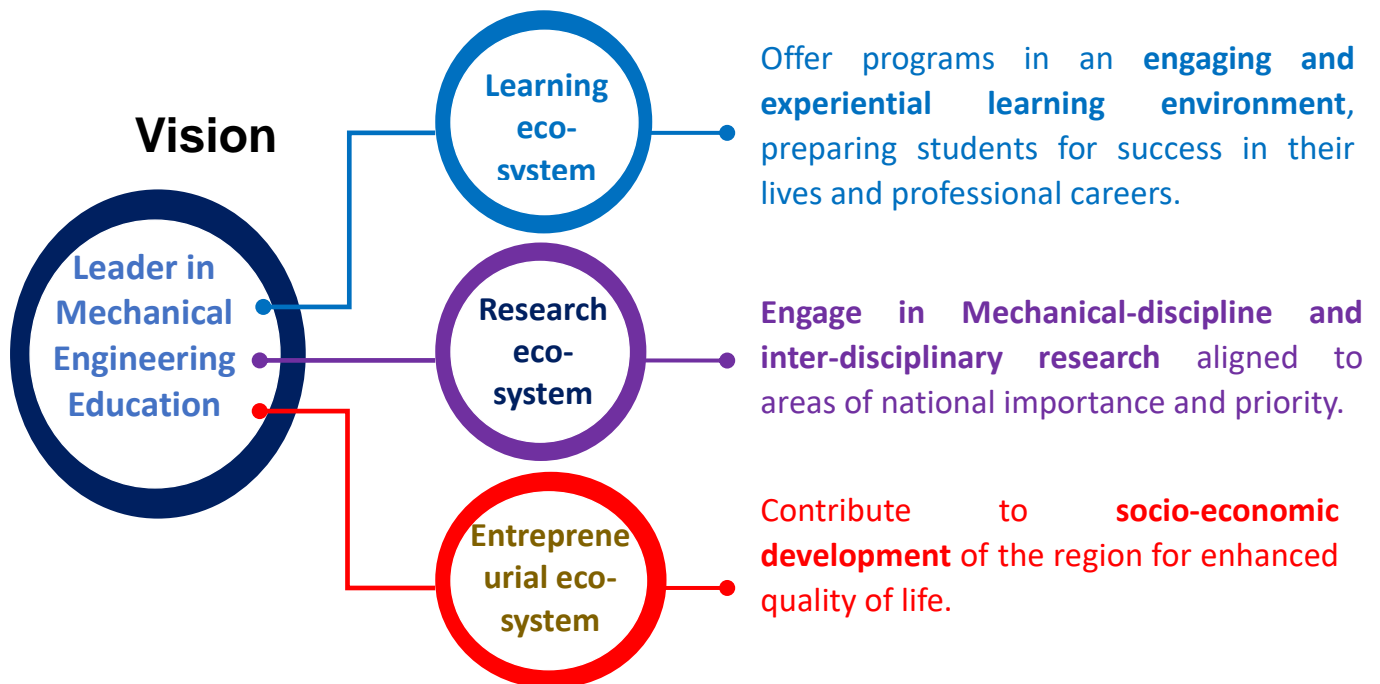 Vision
Leader in
Mechanical
Engineering
Education
Learning
eco-
system
Offer programs in an engaging and
experiential learning environment,
preparing students for success in their
lives and professional careers.
Research
eco-
system
Engage in Mechanical-discipline and
inter-disciplinary research aligned to
areas of national importance and priority.
Entreprene
urial eco-
system
Contribute to socio-economic
development of the region for enhanced
quality of life.